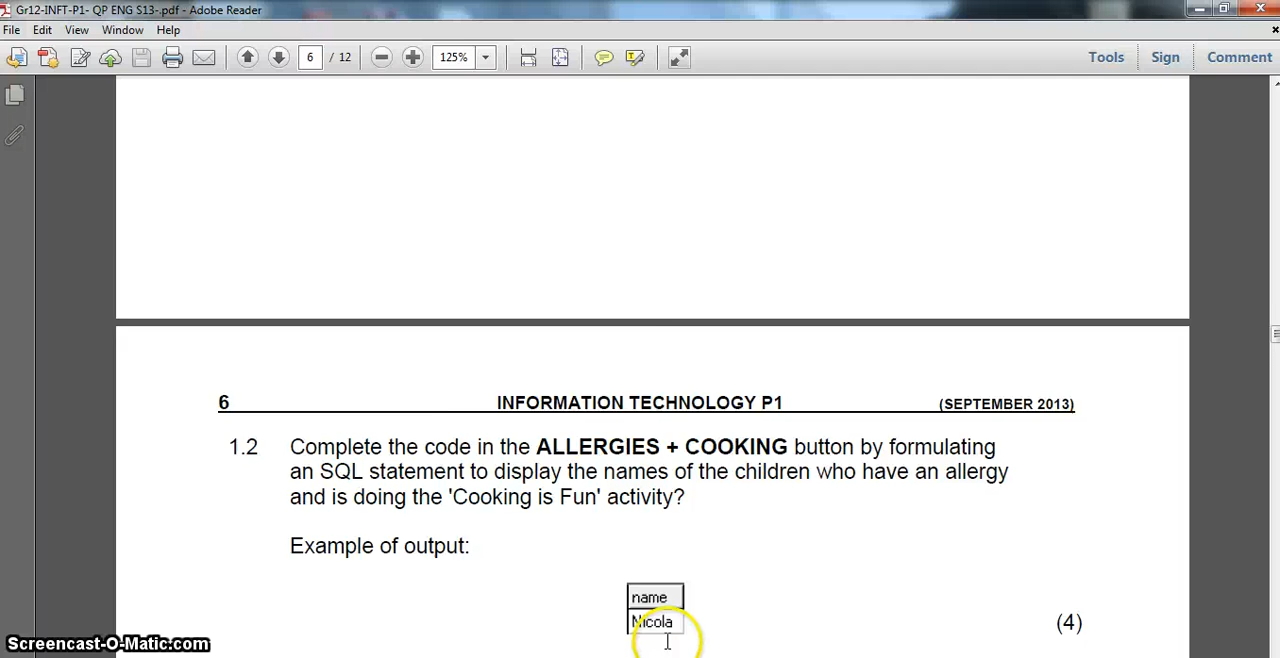 Gr12-INFT-P1- QP ENG S13-.pdf - Adobe Reader
File Edit View Window Help
6 / 12 125% Tools Sign Comment
6 INFORMATION TECHNOLOGY P1 (SEPTEMBER 2013)
1.2 Complete the code in the ALLERGIES + COOKING button by formulating
an SQL statement to display the names of the children who have an allergy
and is doing the 'Cooking is Fun' activity?
Example of output:
name
Nicola (4)
Screencast-O-Matic.com